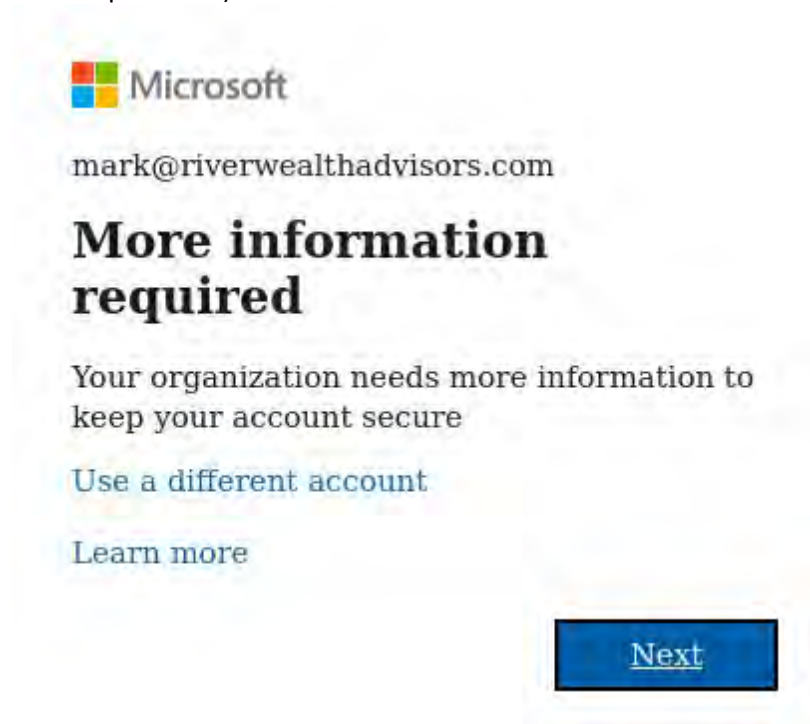 Microsoft
mark@riverwealthadvisors.com
More information
required
Your organization needs more information to
keep your account secure
Use a different account
Learn more
Next